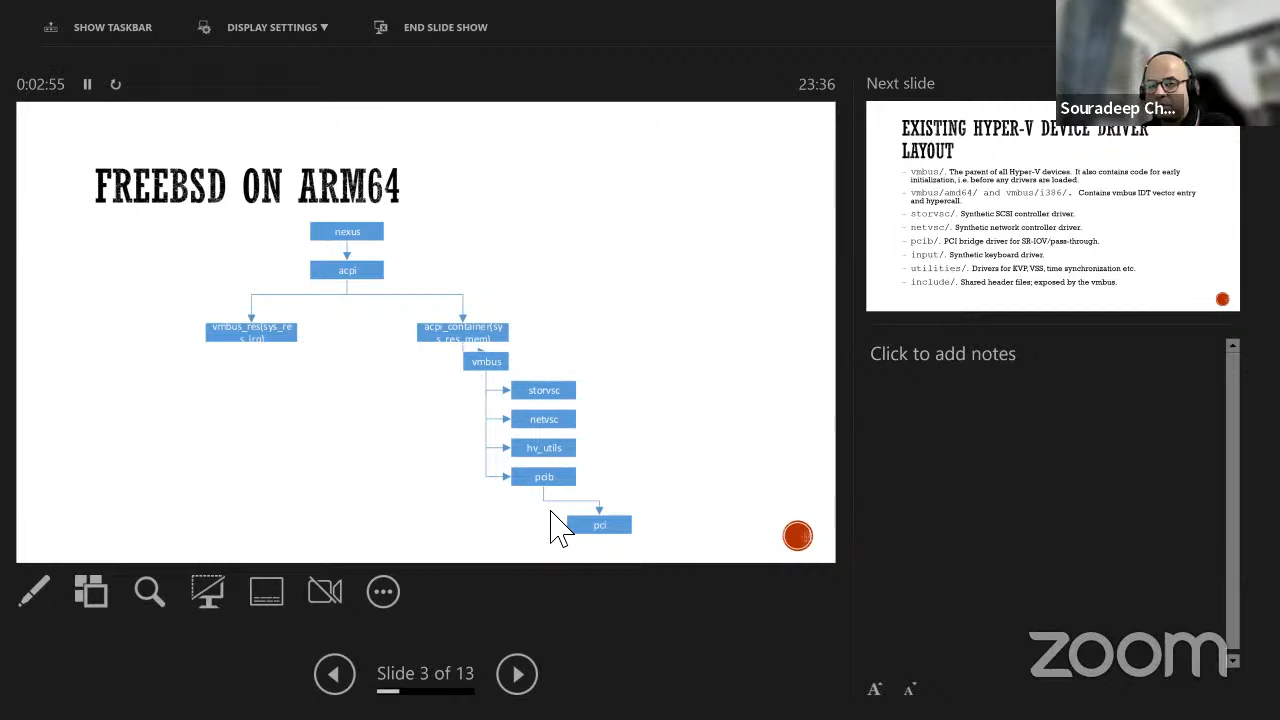 SHOW TASKBAR
DISPLAY SETTINGS ▼
END SLIDE SHOW
0:02:55
23:36
Next slide
Souradeep Ch...
FREEBSD ON ARM64
nexus
acpi
vmbus_res(sys_re
s_irq)
acpi_container(sy
s_res_mem)
vmbus
storvsc
netvsc
hv_utils
pcib
pci
EXISTING HYPER-V DEVICE DRIVER
LAYOUT
– vmbus/. The parent of all Hyper-V devices. It also contains code for early
initialization, i.e. before any drivers are loaded.
– vmbus/amd64/ and vmbus/i386/. Contains vmbus IDT vector entry
and hypercall.
– storvsc/. Synthetic SCSI controller driver.
– netvsc/. Synthetic network controller driver.
– pcib/. PCI bridge driver for SR-IOV/pass-through.
– input/. Synthetic keyboard driver.
– utilities/. Drivers for KVP, VSS, time synchronization etc.
– include/. Shared header files; exposed by the vmbus.
Click to add notes
Slide 3 of 13
A A
zoom